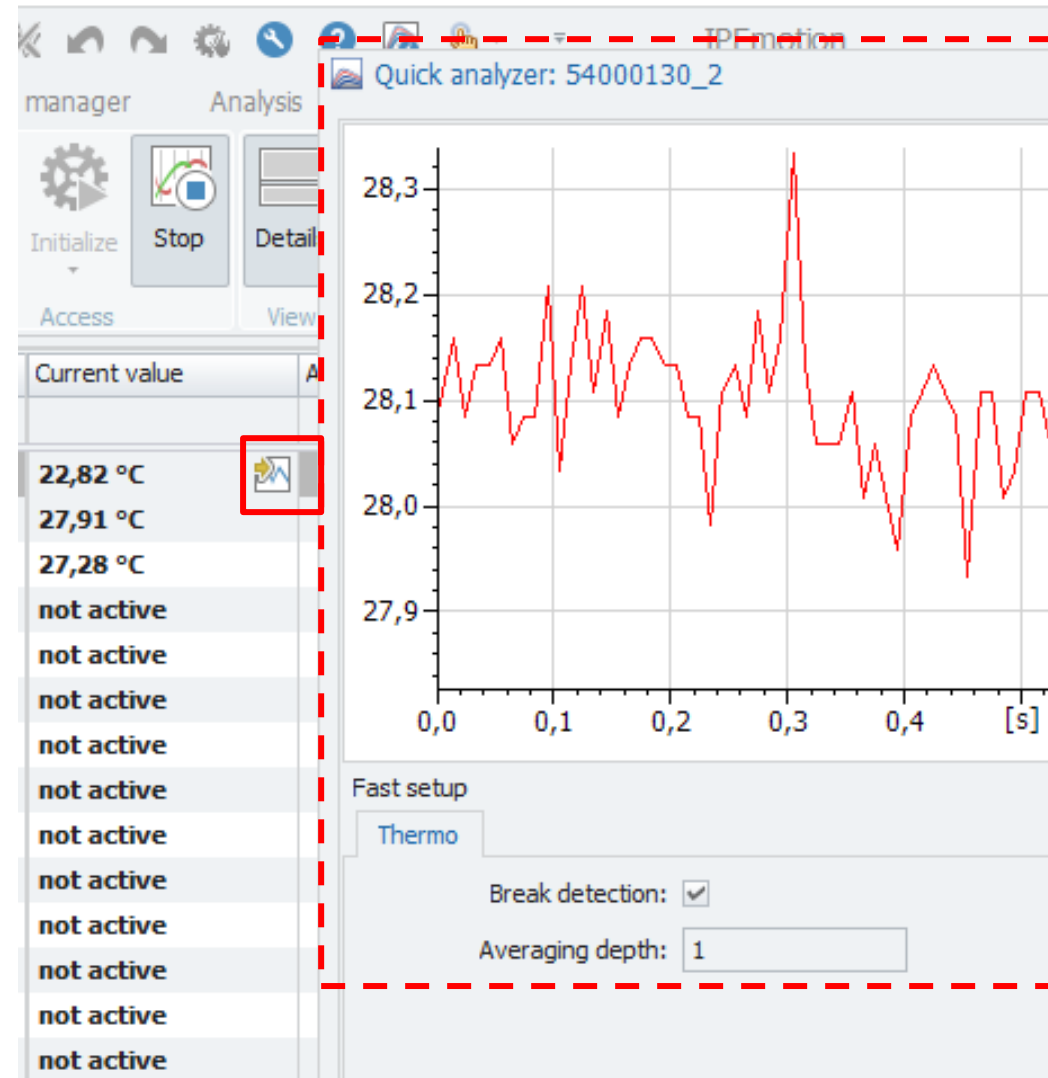 IPEmotion
manager
Analysis
Initialize
Stop
Detail
Access
View
Current value
A
22,82 °C
27,91 °C
27,28 °C
not active
not active
not active
not active
not active
not active
not active
not active
not active
not active
not active
Quick analyzer: 54000130_2
28,3
28,2
28,1
28,0
27,9
0,0 0,1 0,2 0,3 0,4 [s]
Fast setup
Thermo
Break detection:
Averaging depth: 1